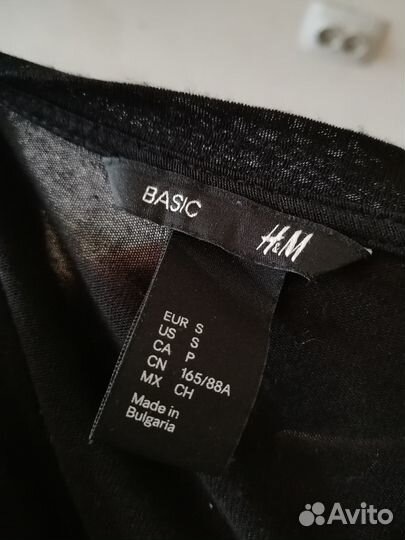 BASIC
H&M
EUR S
US S
CA P
CN 165/88A
MX CH
Made in
Bulgaria
Avito